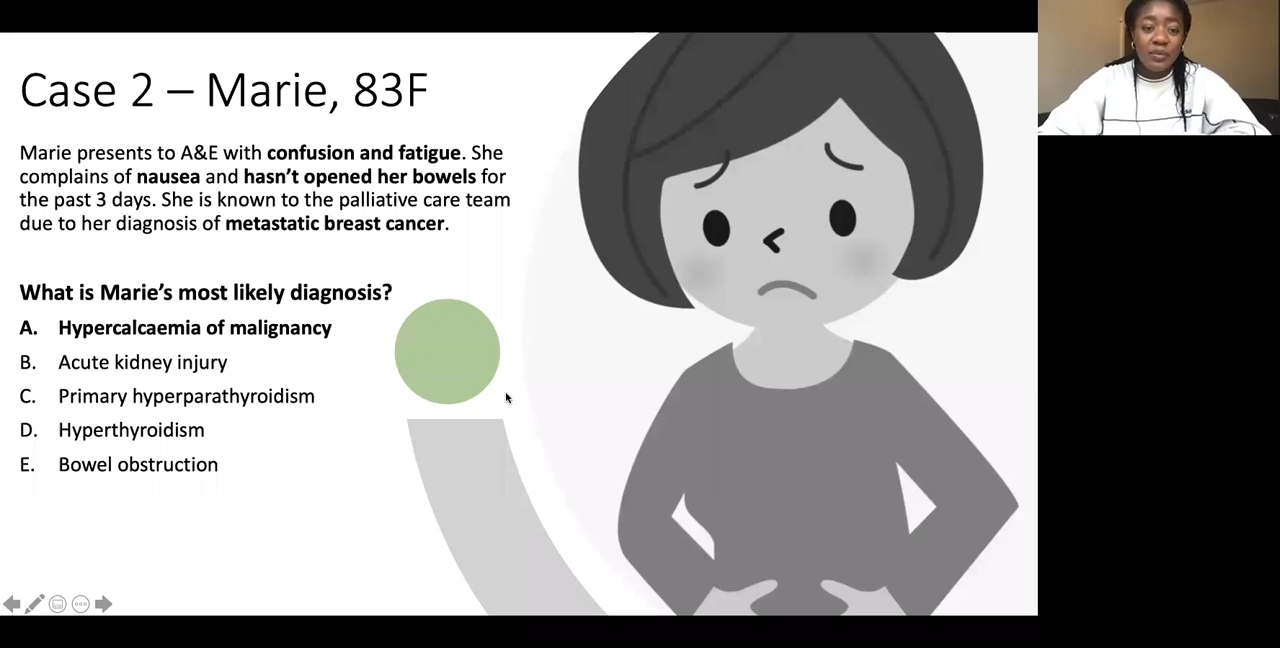 Case 2 – Marie, 83F
Marie presents to A&E with confusion and fatigue. She
complains of nausea and hasn't opened her bowels for
the past 3 days. She is known to the palliative care team
due to her diagnosis of metastatic breast cancer.
What is Marie's most likely diagnosis?
A. Hypercalcaemia of malignancy
B. Acute kidney injury
C. Primary hyperparathyroidism
D. Hyperthyroidism
E. Bowel obstruction